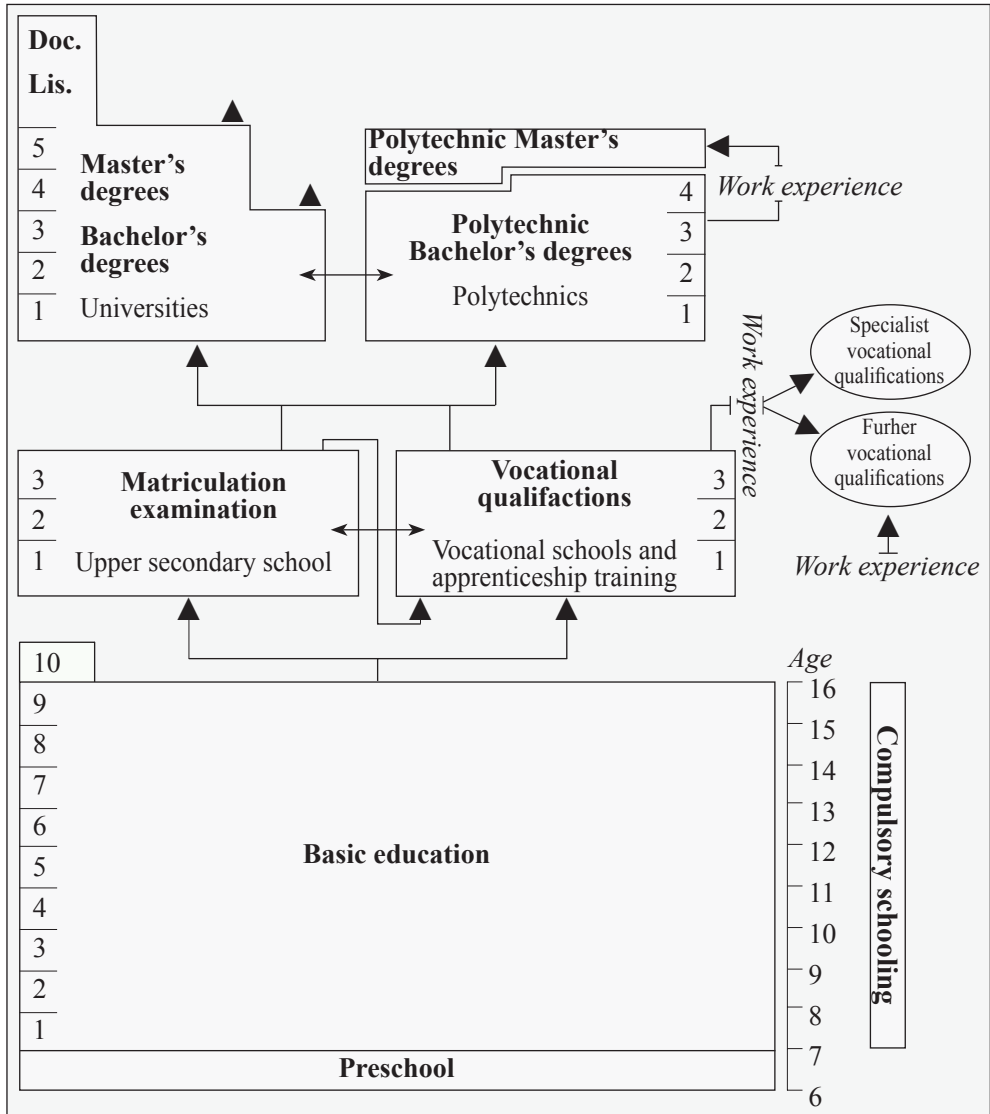 Doc.
Lis.
5
4
3
2
1
Master's
degrees
Bachelor's
degrees
Universities
Polytechnic Master's
degrees
Work experience
Polytechnic
Bachelor's degrees
Polytechnics
4
3
2
1
Work experience
Specialist
vocational
qualifications
Furher
vocational
qualifications
Work experience
3
2
1
Matriculation
examination
Upper secondary school
Vocational
qualifactions
Vocational schools and
apprenticeship training
3
2
1
10
9
8
7
6
5
4
3
2
1
Basic education
Preschool
Age
16
15
14
13
12
11
10
9
8
7
6
Compulsory schooling